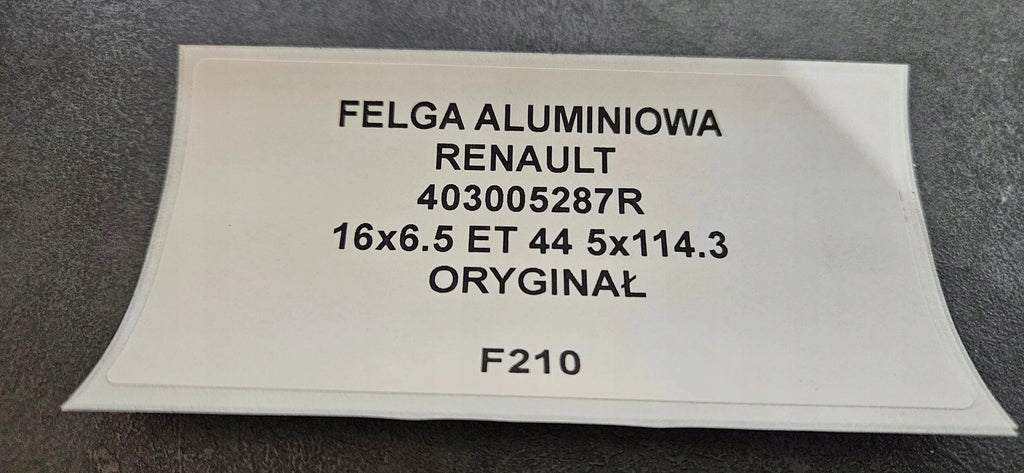 FELGA ALUMINIOWA
RENAULT
403005287R
16x6.5 ET 44 5x114.3
ORYGINAŁ
F210